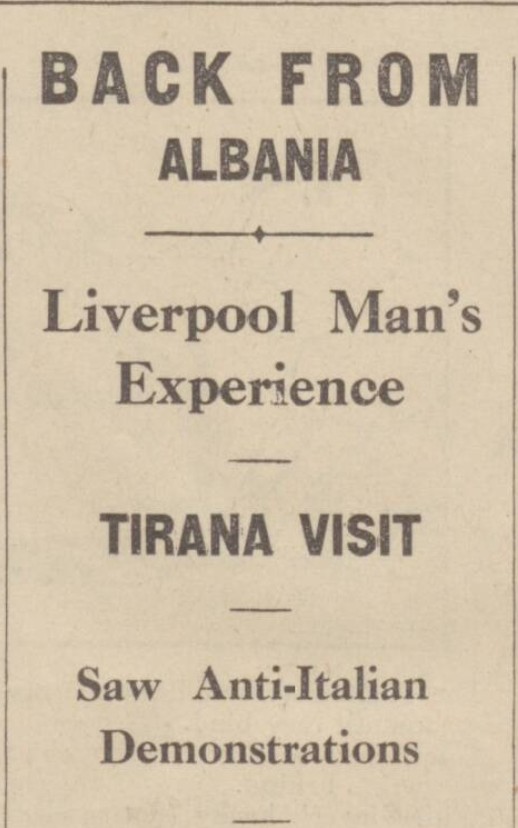 BACK FROM
ALBANIA
Liverpool Man's
Experience
TIRANA VISIT
Saw Anti-Italian
Demonstrations